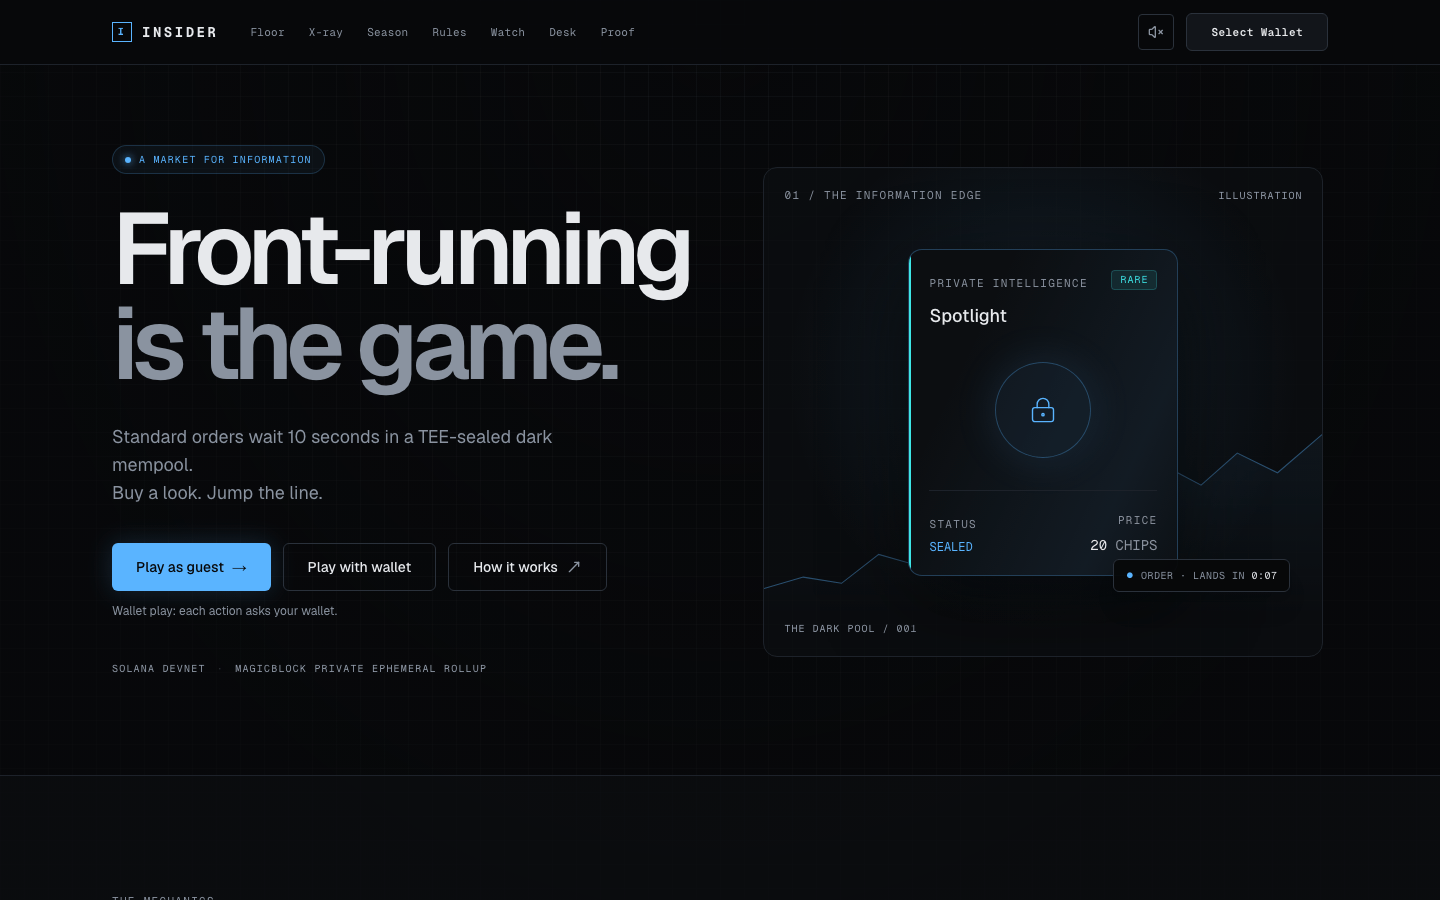 I INSIDER Floor X-ray Season Rules Watch Desk Proof Select Wallet
A MARKET FOR INFORMATION
Front-running
is the game.
Standard orders wait 10 seconds in a TEE-sealed dark
mempool.
Buy a look. Jump the line.
Play as guest → Play with wallet How it works ↗
Wallet play: each action asks your wallet.
SOLANA DEVNET · MAGICBLOCK PRIVATE EPHEMERAL ROLLUP
01 / THE INFORMATION EDGE ILLUSTRATION
PRIVATE INTELLIGENCE RARE
Spotlight
STATUS PRICE
SEALED 20 CHIPS
ORDER · LANDS IN 0:07
THE DARK POOL / 001
THE MECHANICS